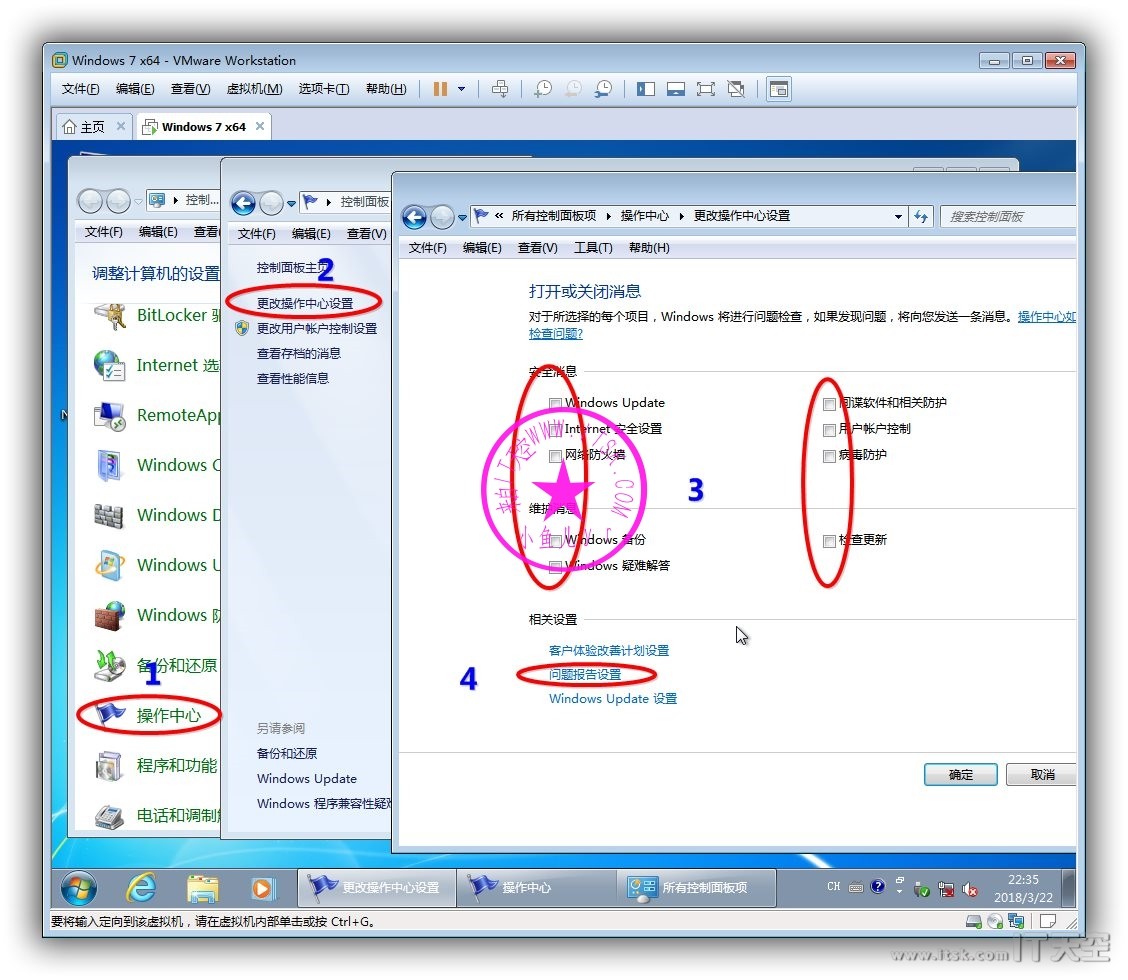 Windows 7 x64 - VMware Workstation
文件(F) 编辑(E) 查看(V) 虚拟机(M) 选项卡(T) 帮助(H)
主页 Windows 7 x64
控制...
文件(F) 编辑(E) 查看
调整计算机的设置
BitLocker
Internet 选
RemoteApp
Windows C
Windows D
Windows U
Windows 防
备份和还原
1
操作中心
程序和功能
电话和调制
控制面板
文件(F) 编辑(E) 查看(V)
控制面板主页
2
更改操作中心设置
更改用户帐户控制设置
查看存档的消息
查看性能信息
另请参阅
备份和还原
Windows Update
Windows 程序兼容性疑难
« 所有控制面板项 操作中心 更改操作中心设置
搜索控制面板
文件(F) 编辑(E) 查看(V) 工具(T) 帮助(H)
打开或关闭消息
对于所选择的每个项目，Windows 将进行问题检查，如果发现问题，将向您发送一条消息。操作中心如
检查问题?
安全消息
Windows Update 间谍软件和相关防护
Internet 安全设置 用户帐户控制
网络防火墙 病毒防护
3
维护消息
Windows 备份 检查更新
Windows 疑难解答
来自IT天空WWW.ITSK.COM
小鱼儿yr
相关设置
客户体验改善计划设置
4
问题报告设置
Windows Update 设置
确定 取消
更改操作中心设置 操作中心 所有控制面板项 CH 22:35
2018/3/22
要将输入定向到该虚拟机，请在虚拟机内部单击或按 Ctrl+G。
www.itsk.com IT天空